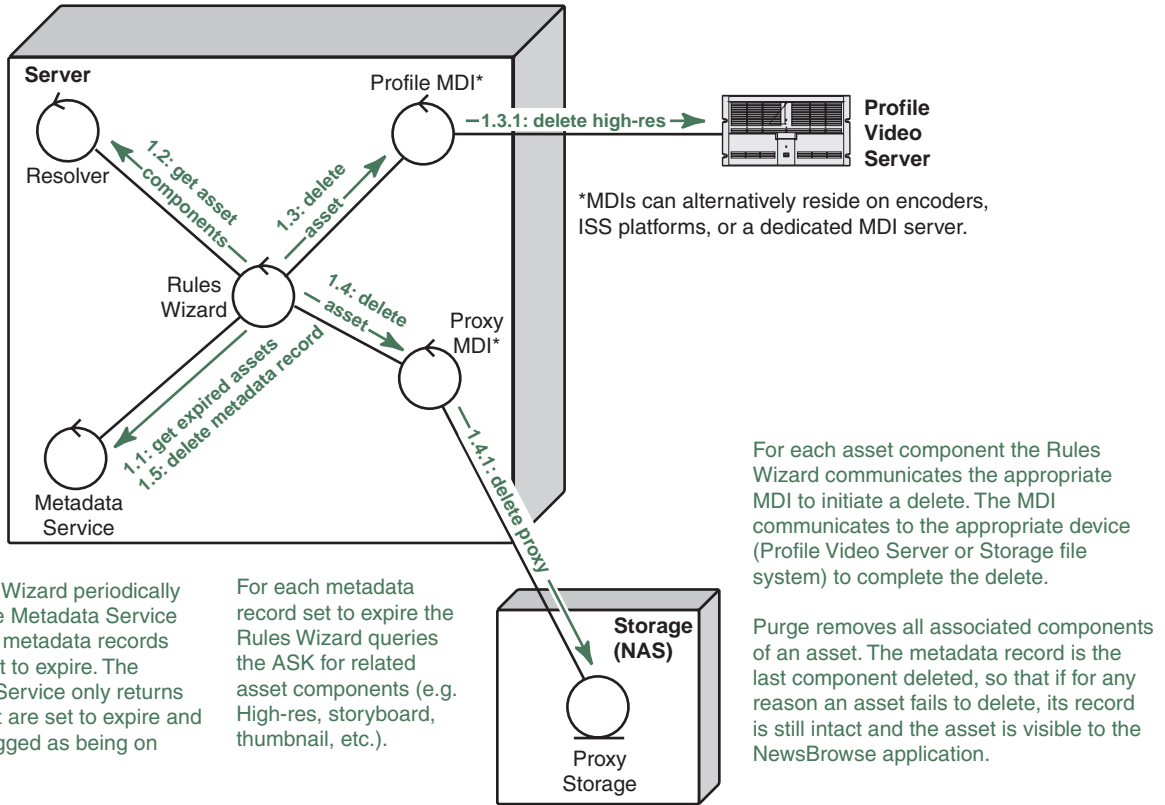 Server
Profile MDI*
Resolver
1.2: get asset
components
1.3: delete
asset
1.3.1: delete high-res
Profile
Video
Server
*MDIs can alternatively reside on encoders,
ISS platforms, or a dedicated MDI server.
Rules
Wizard
1.4: delete
asset
Proxy
MDI*
1.1: get expired assets
1.5: delete metadata record
Metadata
Service
1.4.1: delete proxy
Wizard periodically
e Metadata Service
metadata records
t to expire. The
Service only returns
t are set to expire and
gged as being on
For each metadata
record set to expire the
Rules Wizard queries
the ASK for related
asset components (e.g.
High-res, storyboard,
thumbnail, etc.).
Storage
(NAS)
Proxy
Storage
For each asset component the Rules
Wizard communicates the appropriate
MDI to initiate a delete. The MDI
communicates to the appropriate device
(Profile Video Server or Storage file
system) to complete the delete.
Purge removes all associated components
of an asset. The metadata record is the
last component deleted, so that if for any
reason an asset fails to delete, its record
is still intact and the asset is visible to the
NewsBrowse application.